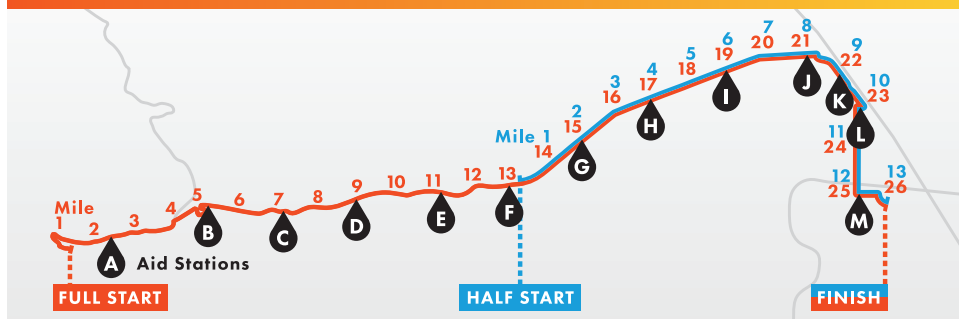 Mile
1
2
3
4
5
6
7
8
9
10
11
12
13
Mile 1
14
2
15
3
16
4
17
5
18
6
19
7
20
8
21
9
22
10
23
11
24
12
25
13
26
A
Aid Stations
B
C
D
E
F
G
H
I
J
K
L
M
FULL START
HALF START
FINISH